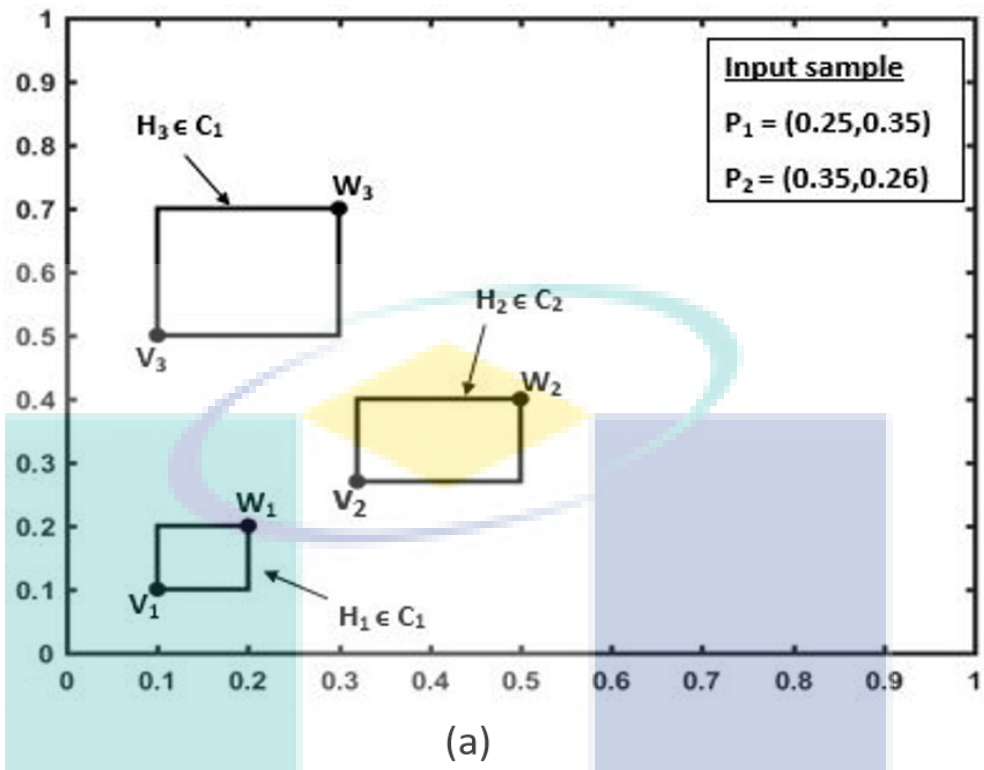 1
0.9
0.8
0.7
0.6
0.5
0.4
0.3
0.2
0.1
0
0
0.1
0.2
0.3
0.4
0.5
0.6
0.7
0.8
0.9
1
Input sample
P₁ = (0.25,0.35)
P₂ = (0.35,0.26)
H₃ ϵ C₁
W₃
V₃
H₂ ϵ C₂
W₂
V₂
W₁
V₁
H₁ ϵ C₁
(a)